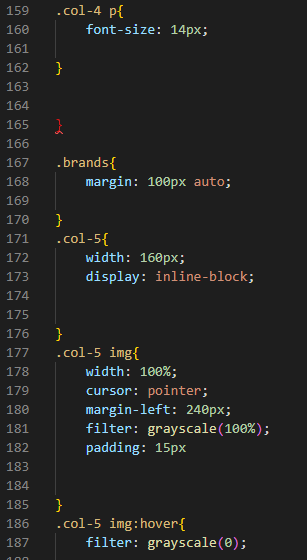 159 .col-4 p{
160 font-size: 14px;
161
162 }
163
164
165 }
166
167 .brands{
168 margin: 100px auto;
169
170 }
171 .col-5{
172 width: 160px;
173 display: inline-block;
174
175
176 }
177 .col-5 img{
178 width: 100%;
179 cursor: pointer;
180 margin-left: 240px;
181 filter: grayscale(100%);
182 padding: 15px
183
184
185 }
186 .col-5 img:hover{
187 filter: grayscale(0);